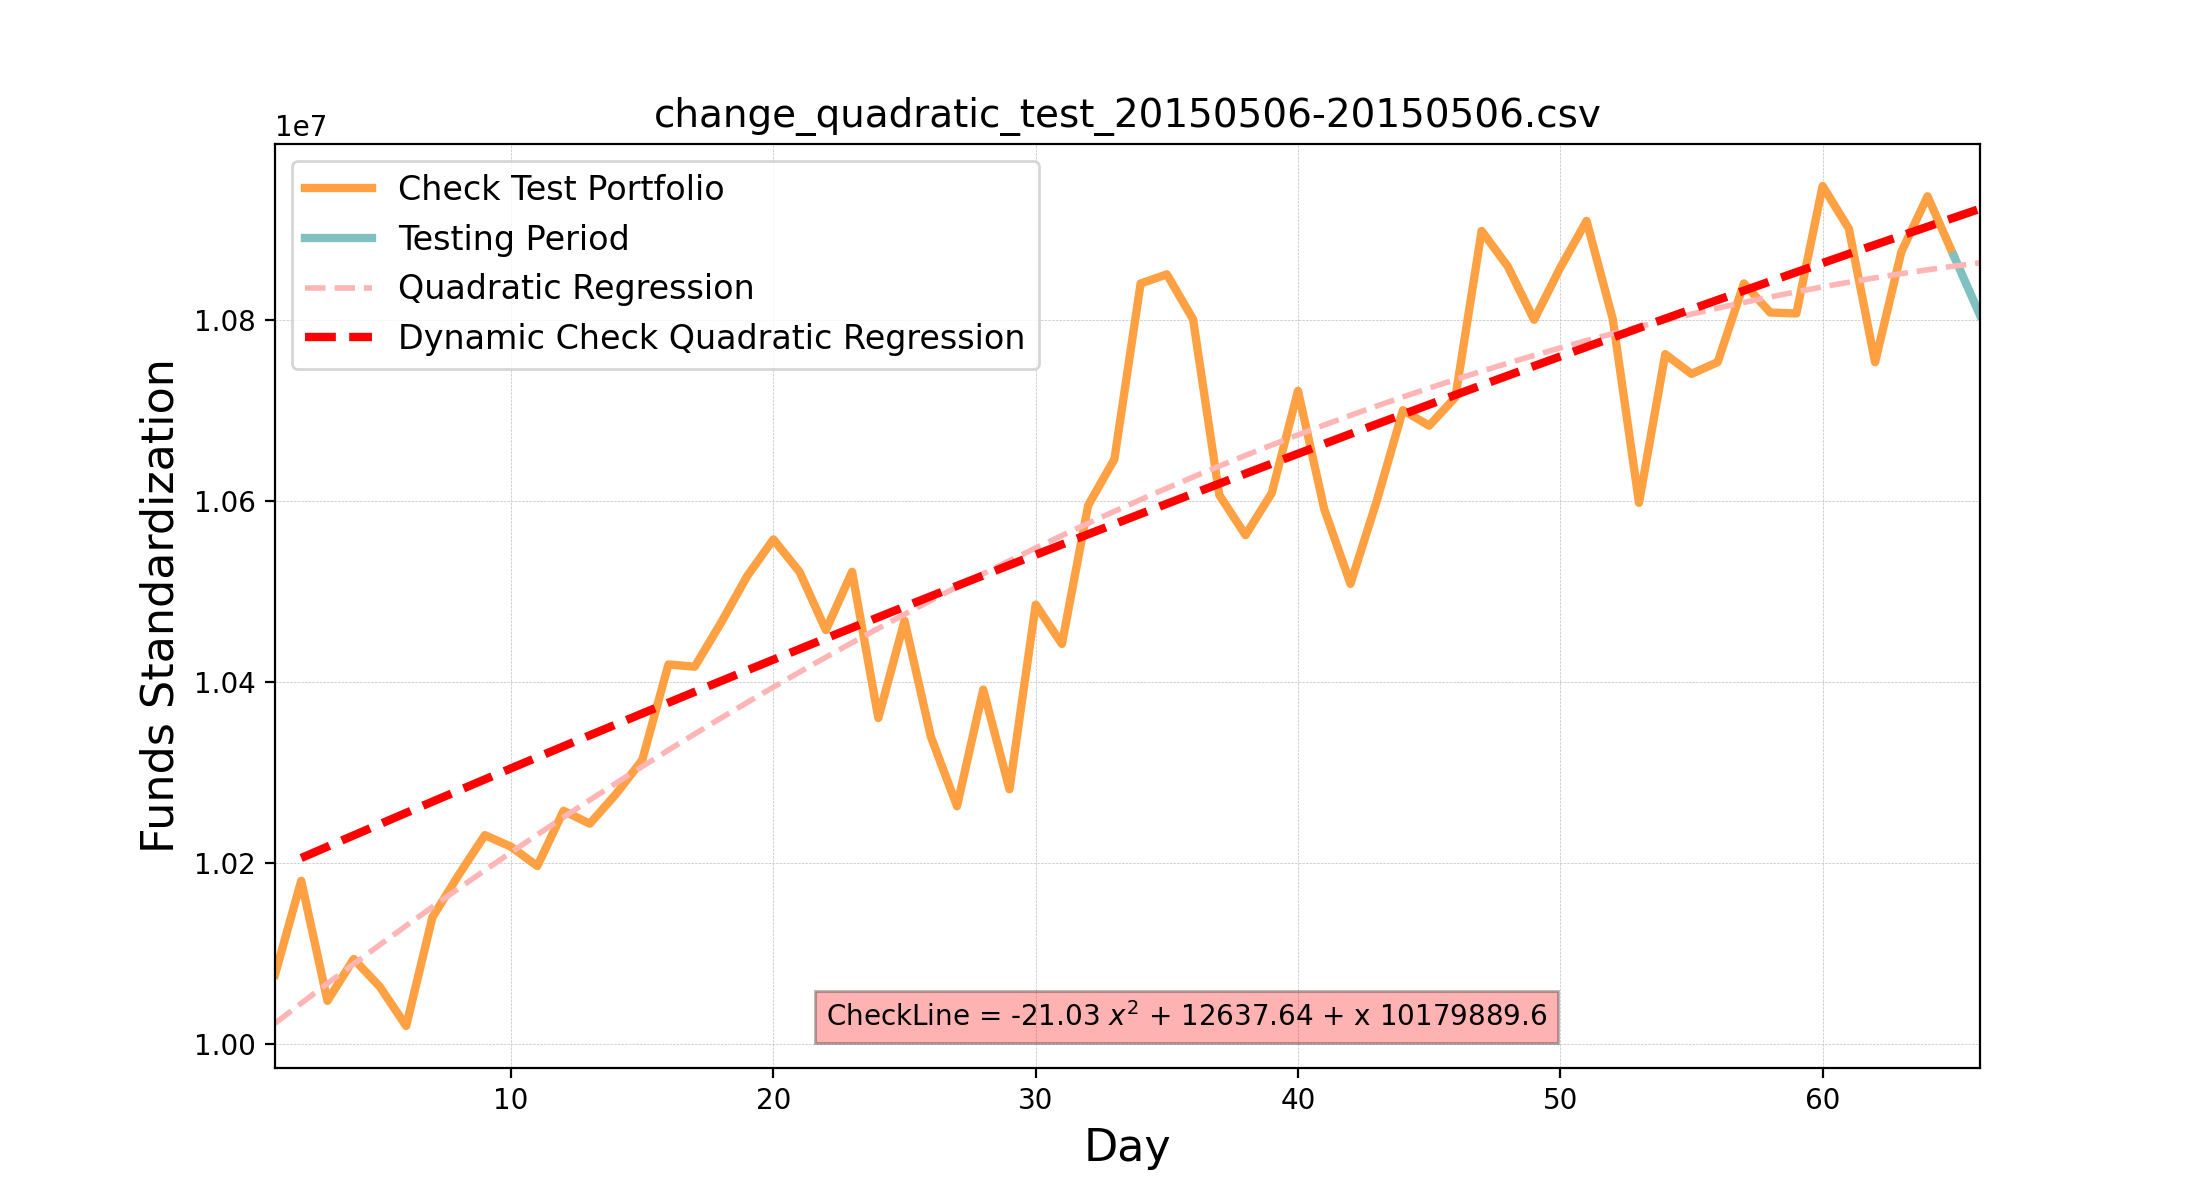 change_quadratic_test_20150506-20150506.csv
1e7
Check Test Portfolio
Testing Period
Quadratic Regression
Dynamic Check Quadratic Regression
1.08
1.06
1.04
1.02
1.00
Funds Standardization
CheckLine = -21.03 x² + 12637.64 + x 10179889.6
10 20 30 40 50 60
Day